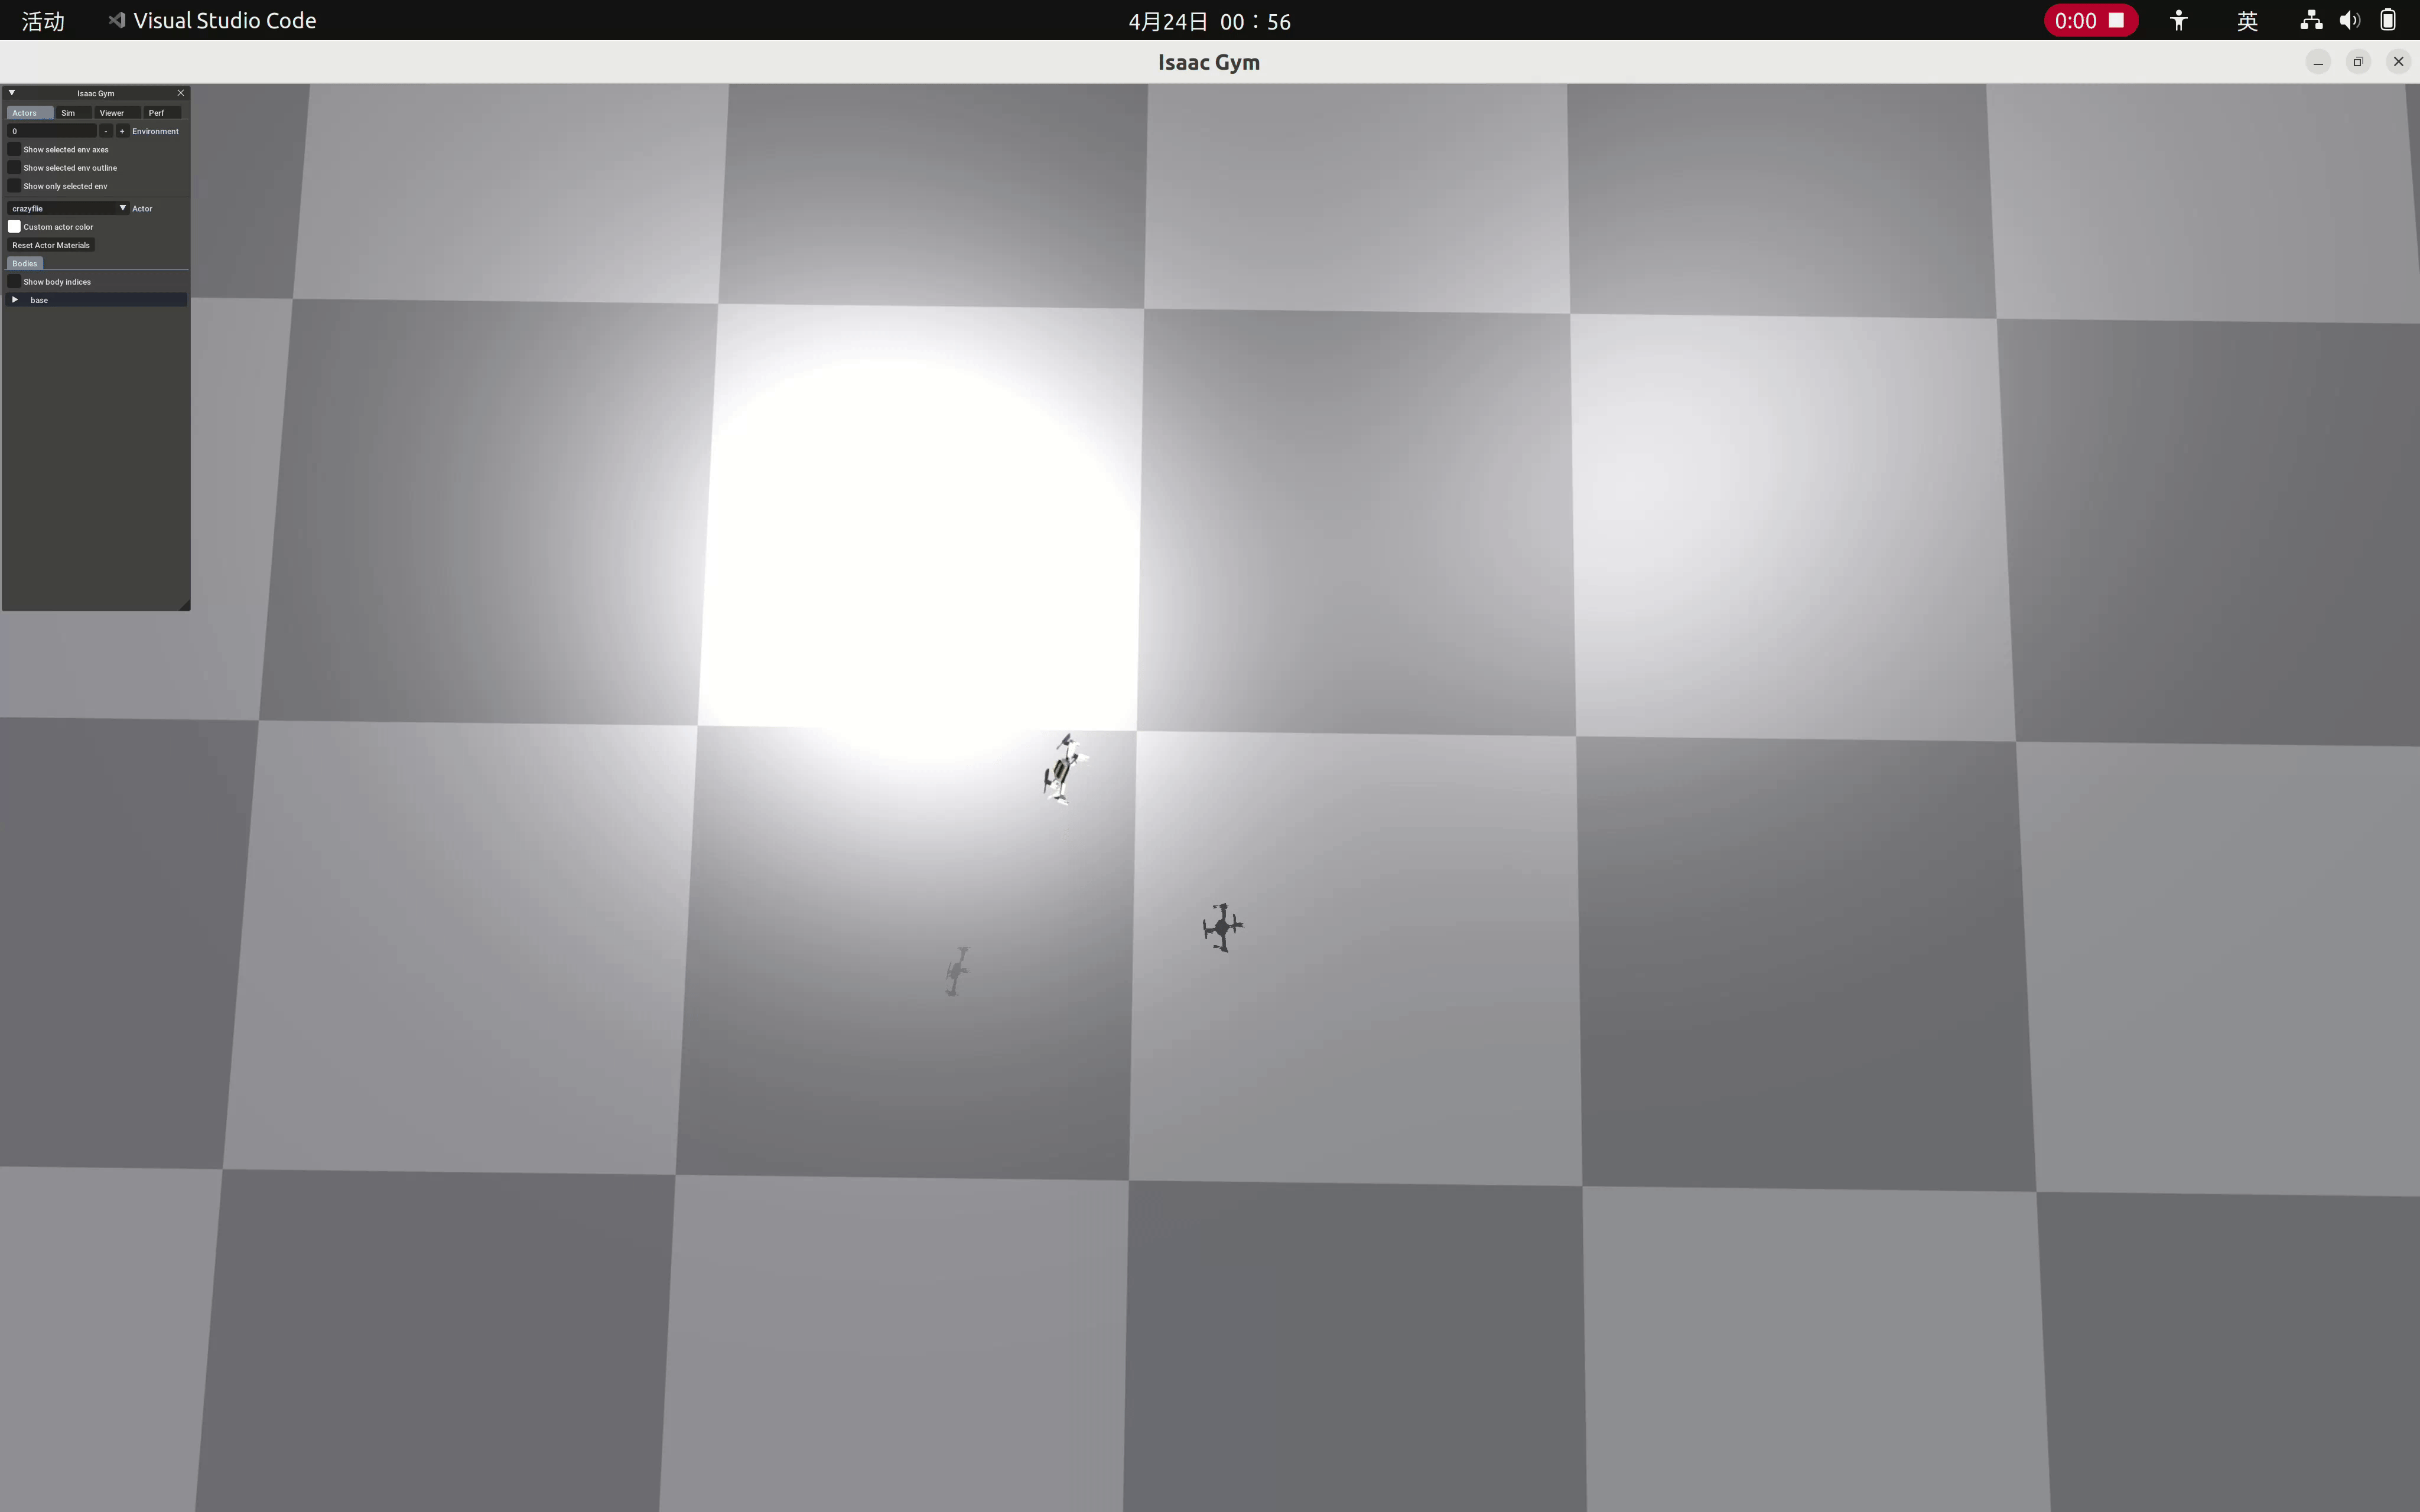 活动 Visual Studio Code 4月24日 00：56 0:00 英
Isaac Gym
Isaac Gym
Actors Sim Viewer Perf
0 - + Environment
Show selected env axes
Show selected env outline
Show only selected env
crazyflie Actor
Custom actor color
Reset Actor Materials
Bodies
Show body indices
base